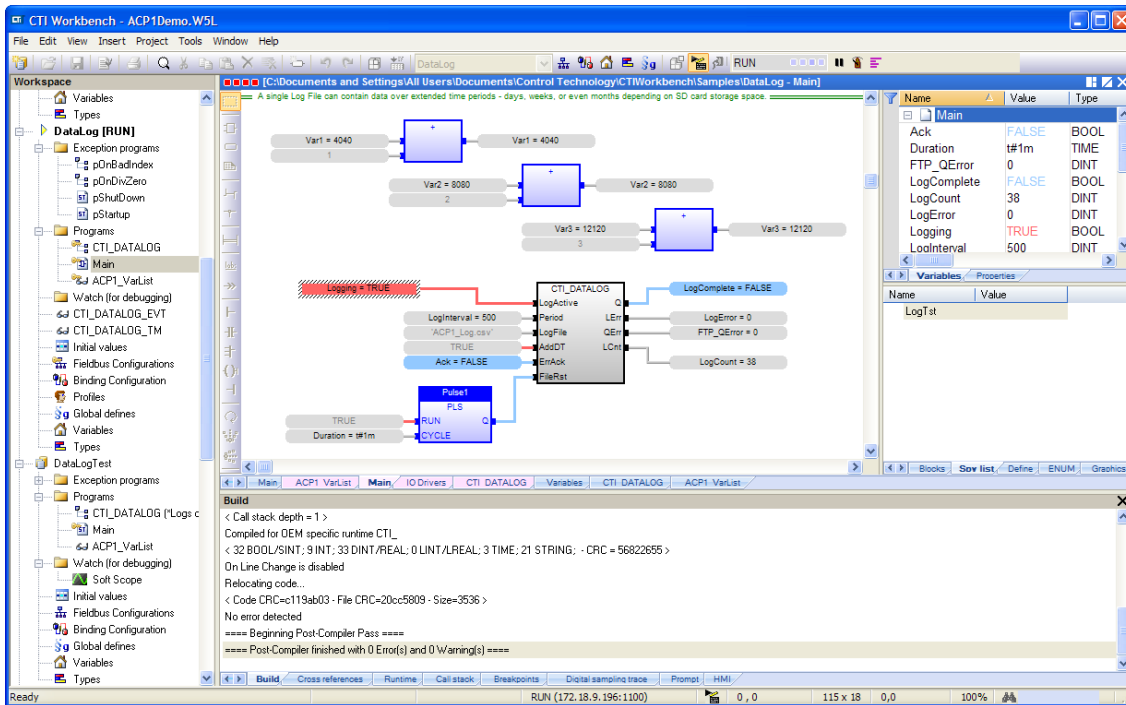 CTI Workbench - ACP1Demo.W5L
File Edit View Insert Project Tools Window Help
DataLog
RUN
Workspace
Variables
Types
DataLog [RUN]
Exception programs
pOnBadIndex
pOnDivZero
pShutDown
pStartup
Programs
CTI_DATALOG
Main
ACP1_VarList
Watch (for debugging)
CTI_DATALOG_EVT
CTI_DATALOG_TM
Initial values
Fieldbus Configurations
Binding Configuration
Profiles
Global defines
Variables
Types
DataLogTest
Exception programs
Programs
CTI_DATALOG ("Logs c
Main
ACP1_VarList
Watch (for debugging)
Soft Scope
Initial values
Fieldbus Configurations
Binding Configuration
Global defines
Variables
Types
[C:\Documents and Settings\All Users\Documents\Control Technology\CTIWorkbench\Samples\DataLog - Main]
A single Log File can contain data over extended time periods - days, weeks, or even months depending on SD card storage space.
+
Var1 = 4040 Var1 = 4040
1
+
Var2 = 8080 Var2 = 8080
2
+
Var3 = 12120 Var3 = 12120
3
Logging = TRUE CTI_DATALOG LogComplete = FALSE
LogActive Q
LogInterval = 500 Period LErr LogError = 0
'ACP1_Log.csv' LogFile QErr FTP_QError = 0
TRUE AddDT LCnt
Ack = FALSE ErrAck LogCount = 38
FileRst
Pulse1
PLS
TRUE RUN Q
Duration = t#1m CYCLE
Main ACP1_VarList Main IO Drivers CTI_DATALOG Variables CTI_DATALOG ACP1_VarList
Name Value Type
Main
Ack FALSE BOOL
Duration t#1m TIME
FTP_QError 0 DINT
LogComplete FALSE BOOL
LogCount 38 DINT
LogError 0 DINT
Logging TRUE BOOL
LogInterval 500 DINT
Variables Properties
Name Value
LogTst
Blocks Spy list Define ENUM Graphics
Build
< Call stack depth = 1 >
Compiled for OEM specific runtime CTI_
< 32 BOOL/SINT; 9 INT; 33 DINT/REAL; 0 LINT/LREAL; 3 TIME; 21 STRING; - CRC = 56822655 >
On Line Change is disabled
Relocating code...
< Code CRC=c119ab03 - File CRC=20cc5809 - Size=3536 >
No error detected
==== Beginning Post-Compiler Pass ====
==== Post-Compiler finished with 0 Error(s) and 0 Warning(s) ====
Build Cross references Runtime Call stack Breakpoints Digital sampling trace Prompt HMI
Ready RUN (172.18.9.196:1100) 0 , 0 115 x 18 0,0 100%